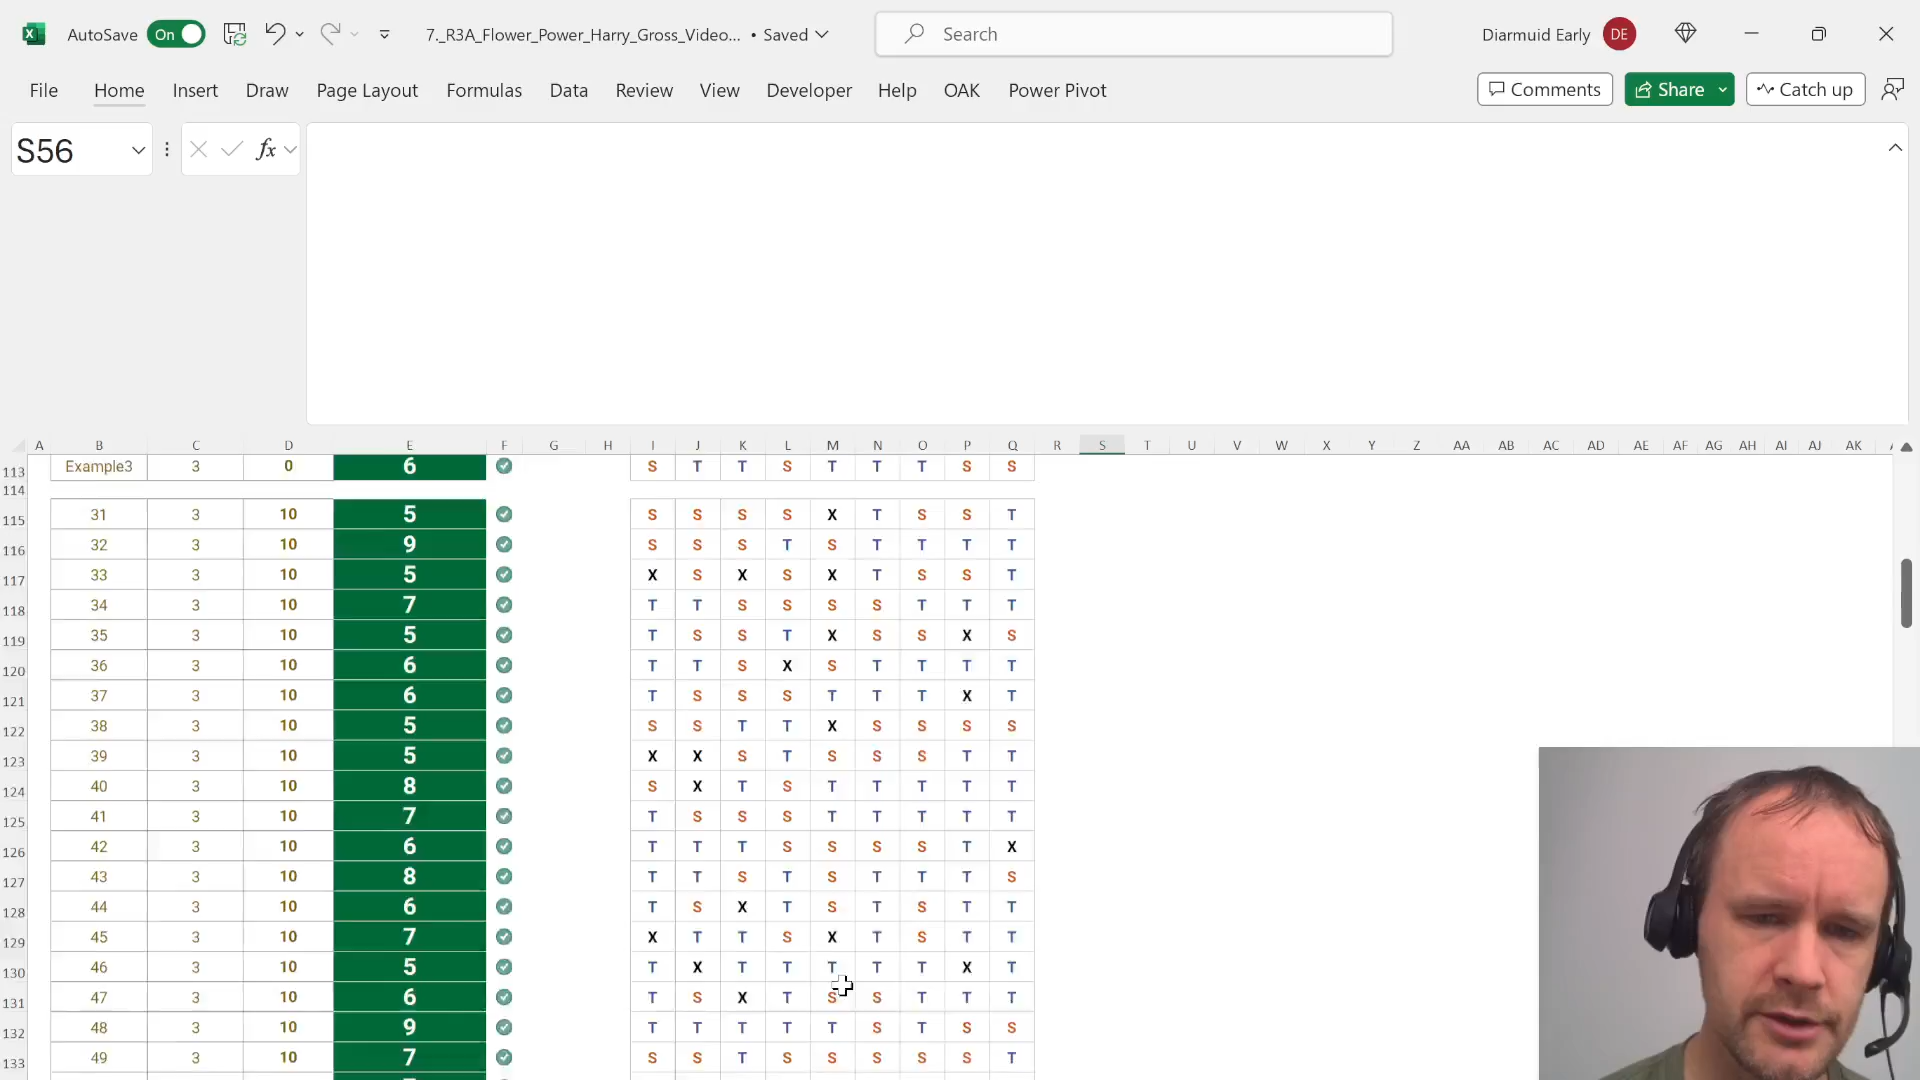 AutoSave On 7._R3A_Flower_Power_Harry_Gross_Video... • Saved Search Diarmuid Early DE
File Home Insert Draw Page Layout Formulas Data Review View Developer Help OAK Power Pivot Comments Share Catch up
S56 fx
A B C D E F G H I J K L M N O P Q R S T U V W X Y Z AA AB AC AD AE AF AG AH AI AJ AK
113 Example3 3 0 6 S T T S T T T S S
114
115 31 3 10 5 S S S S X T S S T
116 32 3 10 9 S S S T S T T T T
117 33 3 10 5 X S X S X T S S T
118 34 3 10 7 T T S S S S T T T
119 35 3 10 5 T S S T X S S X S
120 36 3 10 6 T T S X S T T T T
121 37 3 10 6 T S S S T T T X T
122 38 3 10 5 S S T T X S S S S
123 39 3 10 5 X X S T S S S T T
124 40 3 10 8 S X T S T T T T T
125 41 3 10 7 T S S S T T T T T
126 42 3 10 6 T T T S S S S T X
127 43 3 10 8 T T S T S T T T S
128 44 3 10 6 T S X T S T S T T
129 45 3 10 7 X T T S X T S T T
130 46 3 10 5 T X T T T T T X T
131 47 3 10 6 T S X T S S T T T
132 48 3 10 9 T T T T T S T S S
133 49 3 10 7 S S T S S S S S T